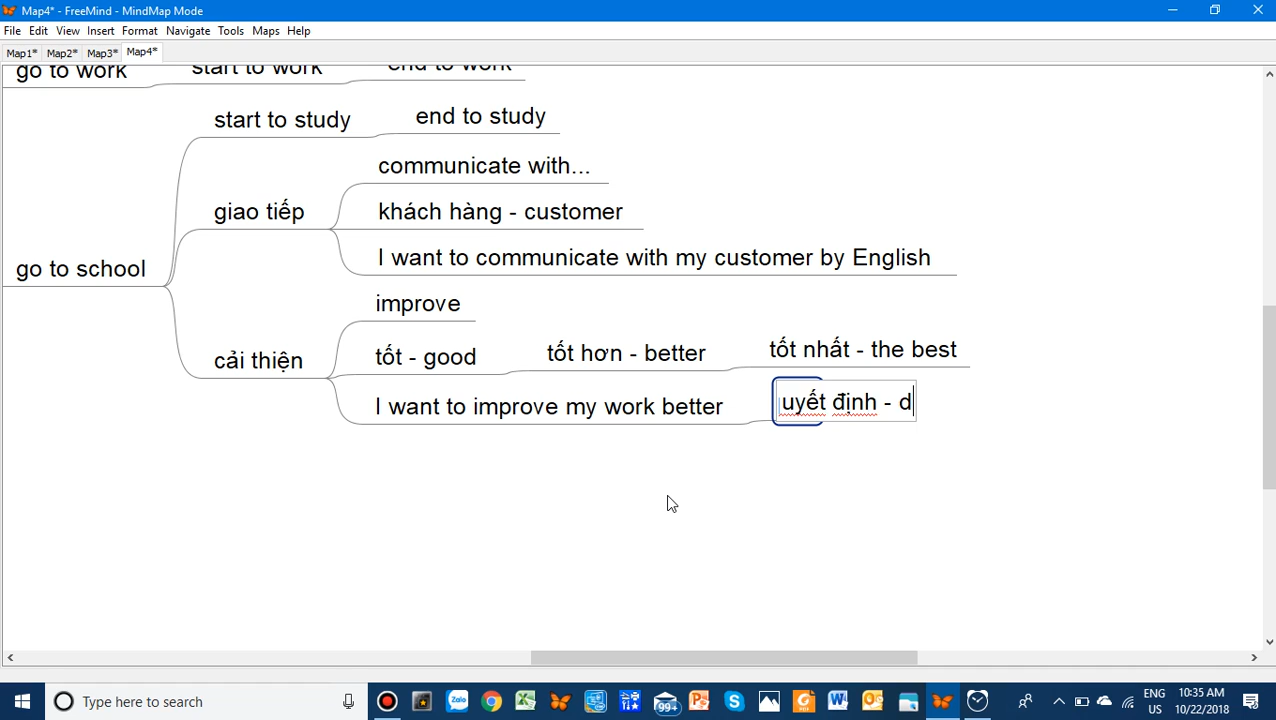 Map4* - FreeMind - MindMap Mode
File Edit View Insert Format Navigate Tools Maps Help
Map1* Map2* Map3* Map4*
go to work start to work end to work
start to study end to study
communicate with...
giao tiếp khách hàng - customer
I want to communicate with my customer by English
go to school
improve
cải thiện tốt - good tốt hơn - better tốt nhất - the best
I want to improve my work better uyết định - d
Type here to search Zalo 99+ ENG US 10:35 AM 10/22/2018